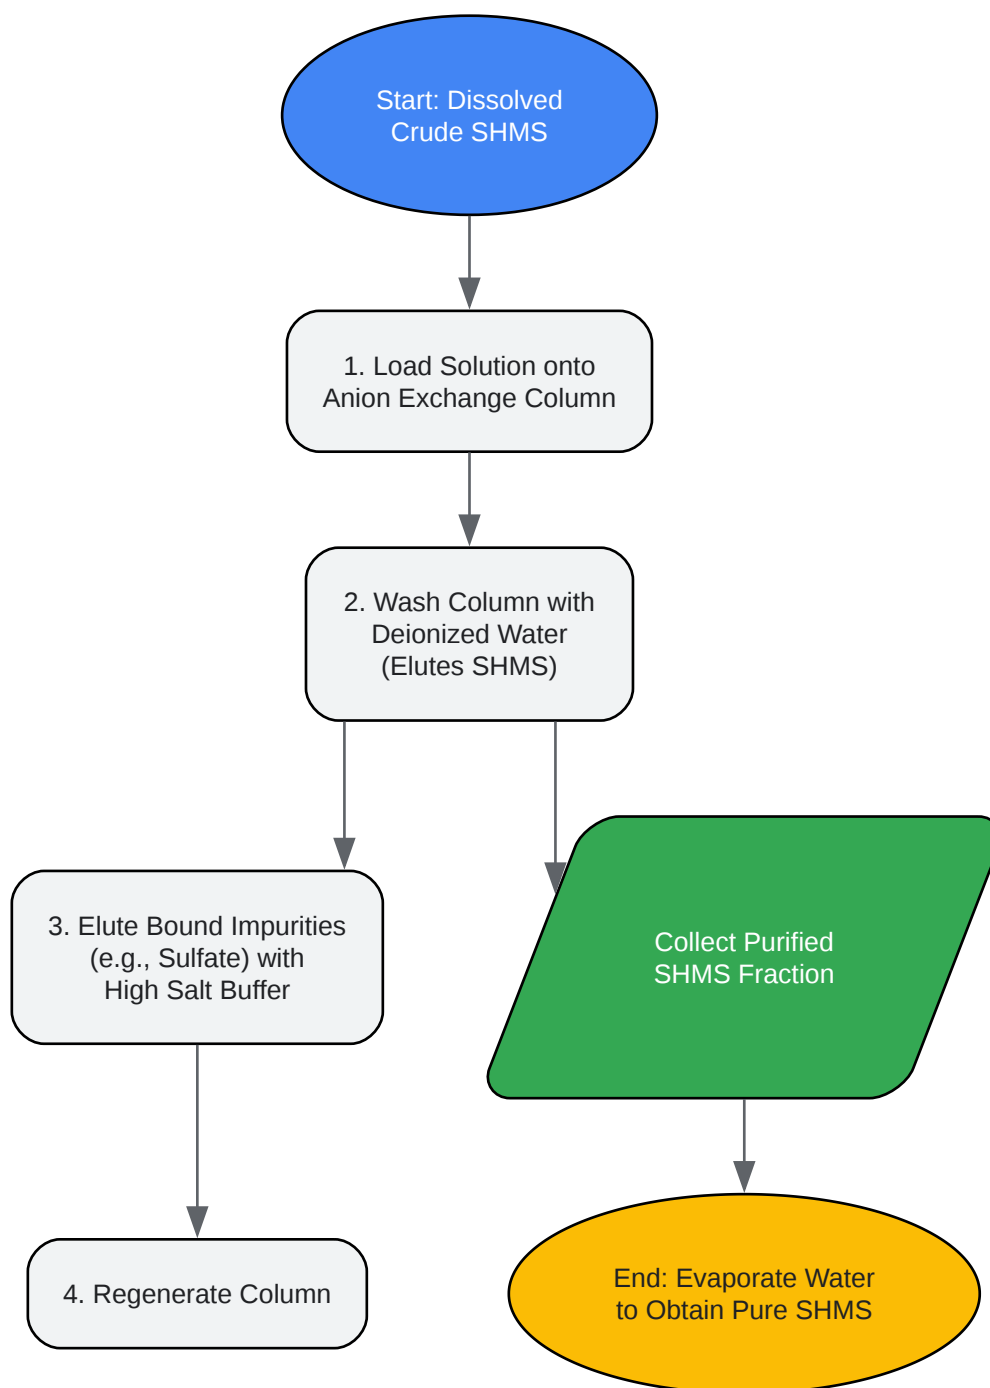 Start: Dissolved
Crude SHMS
1. Load Solution onto
Anion Exchange Column
2. Wash Column with
Deionized Water
(Elutes SHMS)
3. Elute Bound Impurities
(e.g., Sulfate) with
High Salt Buffer
Collect Purified
SHMS Fraction
4. Regenerate Column
End: Evaporate Water
to Obtain Pure SHMS